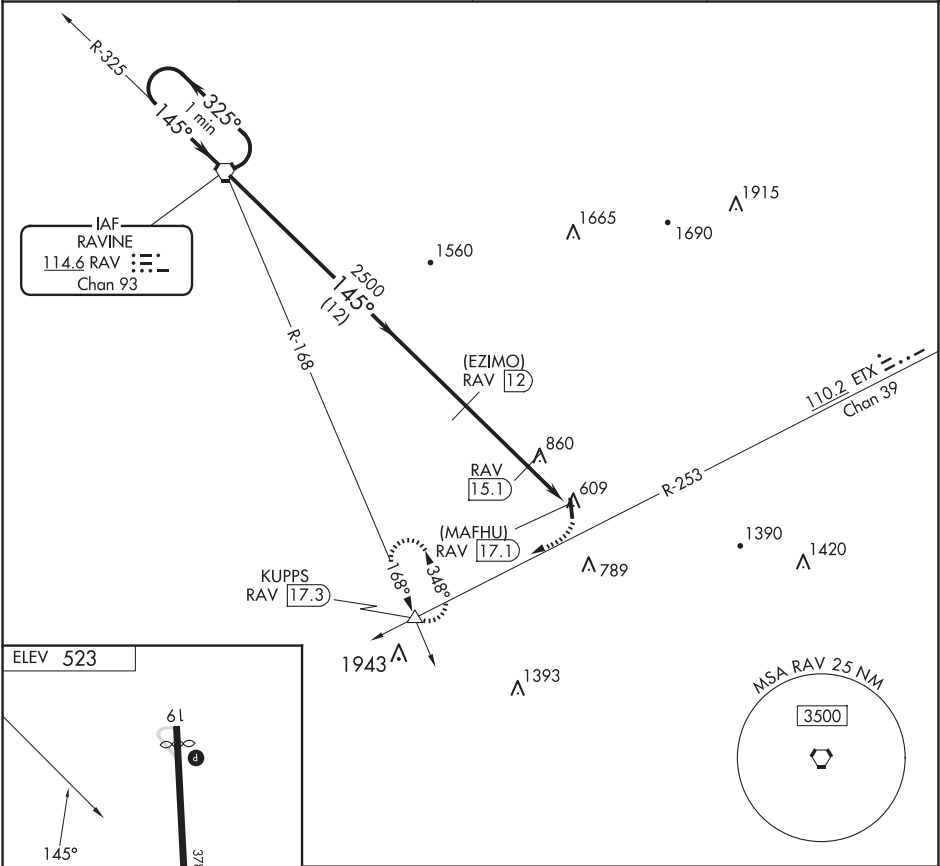 R-325
325°
1 min
145°
IAF
RAVINE
114.6 RAV
Chan 93
1560
1665
1690
1915
2500
145°
(12)
R-168
(EZIMO)
RAV 12
110.2 ETX
Chan 39
860
RAV
15.1
609
R-253
(MAFHU)
RAV 17.1
1390
1420
789
KUPPS
RAV 17.3
168°
348°
1943
1393
MSA RAV 25 NM
3500
ELEV 523
19
P
145°